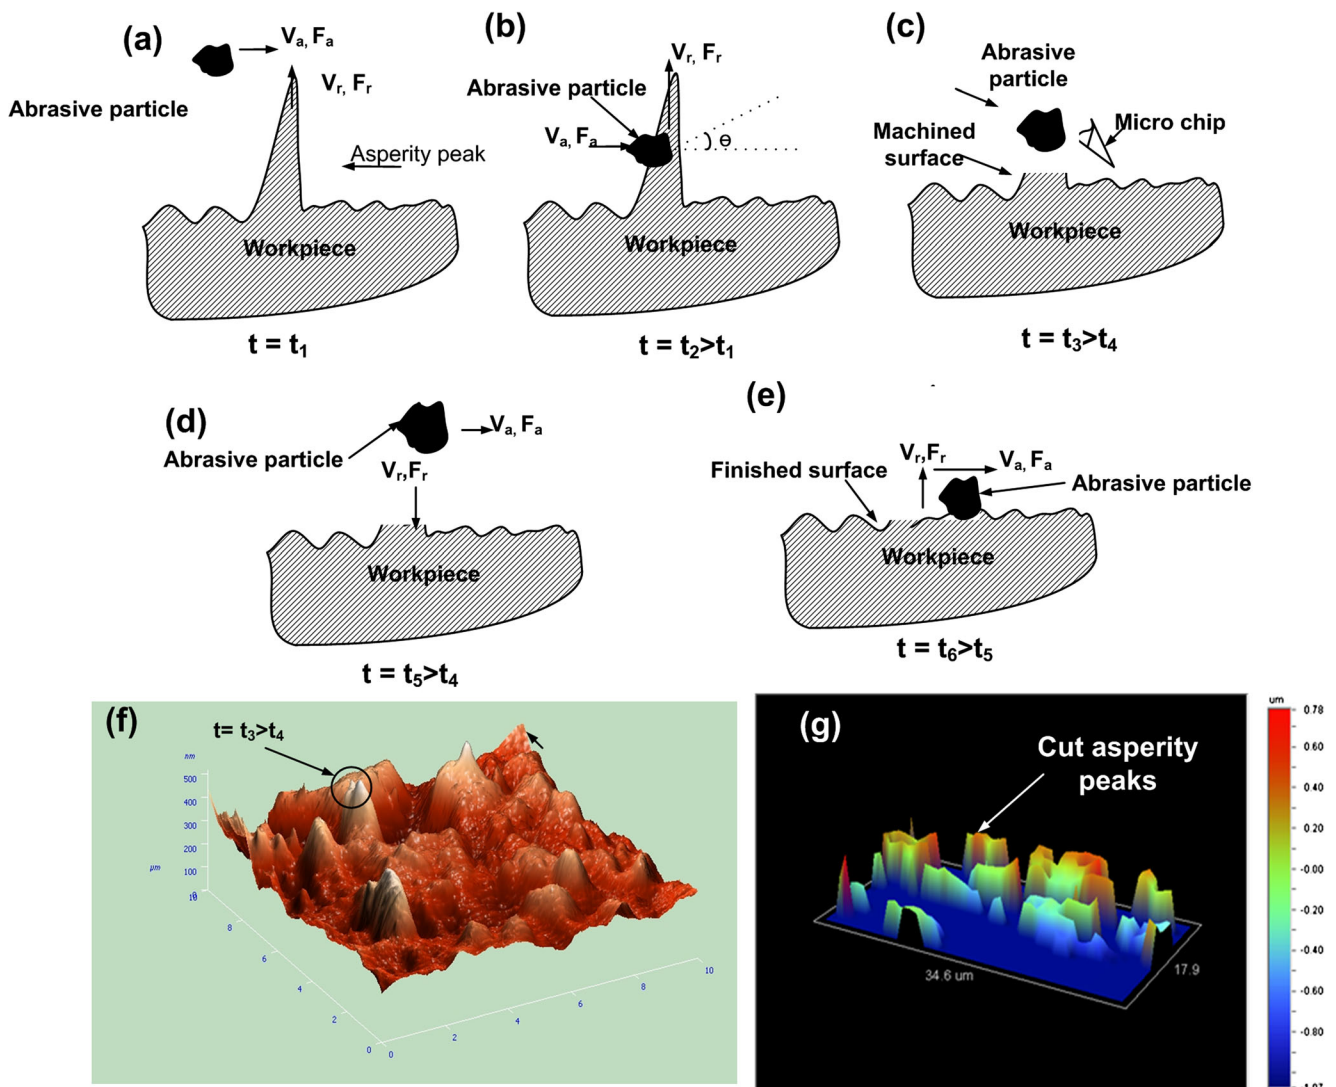 (a)
Vₐ, Fₐ
Vᵣ, Fᵣ
Abrasive particle
Asperity peak
Workpiece
t = t₁
(b)
Vᵣ, Fᵣ
Abrasive particle
Vₐ, Fₐ
ϴ
Workpiece
t = t₂>t₁
(c)
Abrasive
particle
Micro chip
Machined
surface
Workpiece
t = t₃>t₄
(d)
Vₐ, Fₐ
Abrasive particle
Vᵣ,Fᵣ
Workpiece
t = t₅>t₄
(e)
Vᵣ,Fᵣ
Vₐ, Fₐ
Finished surface
Abrasive particle
Workpiece
t = t₆>t₅
(f)
t= t₃>t₄
nm
500
400
300
200
100
0
µm
10
8
6
4
2
0
0
2
4
6
8
10
(g)
Cut asperity
peaks
34.6 um
17.9
um
0.78
0.60
0.40
0.20
-0.00
-0.20
-0.40
-0.60
-0.80